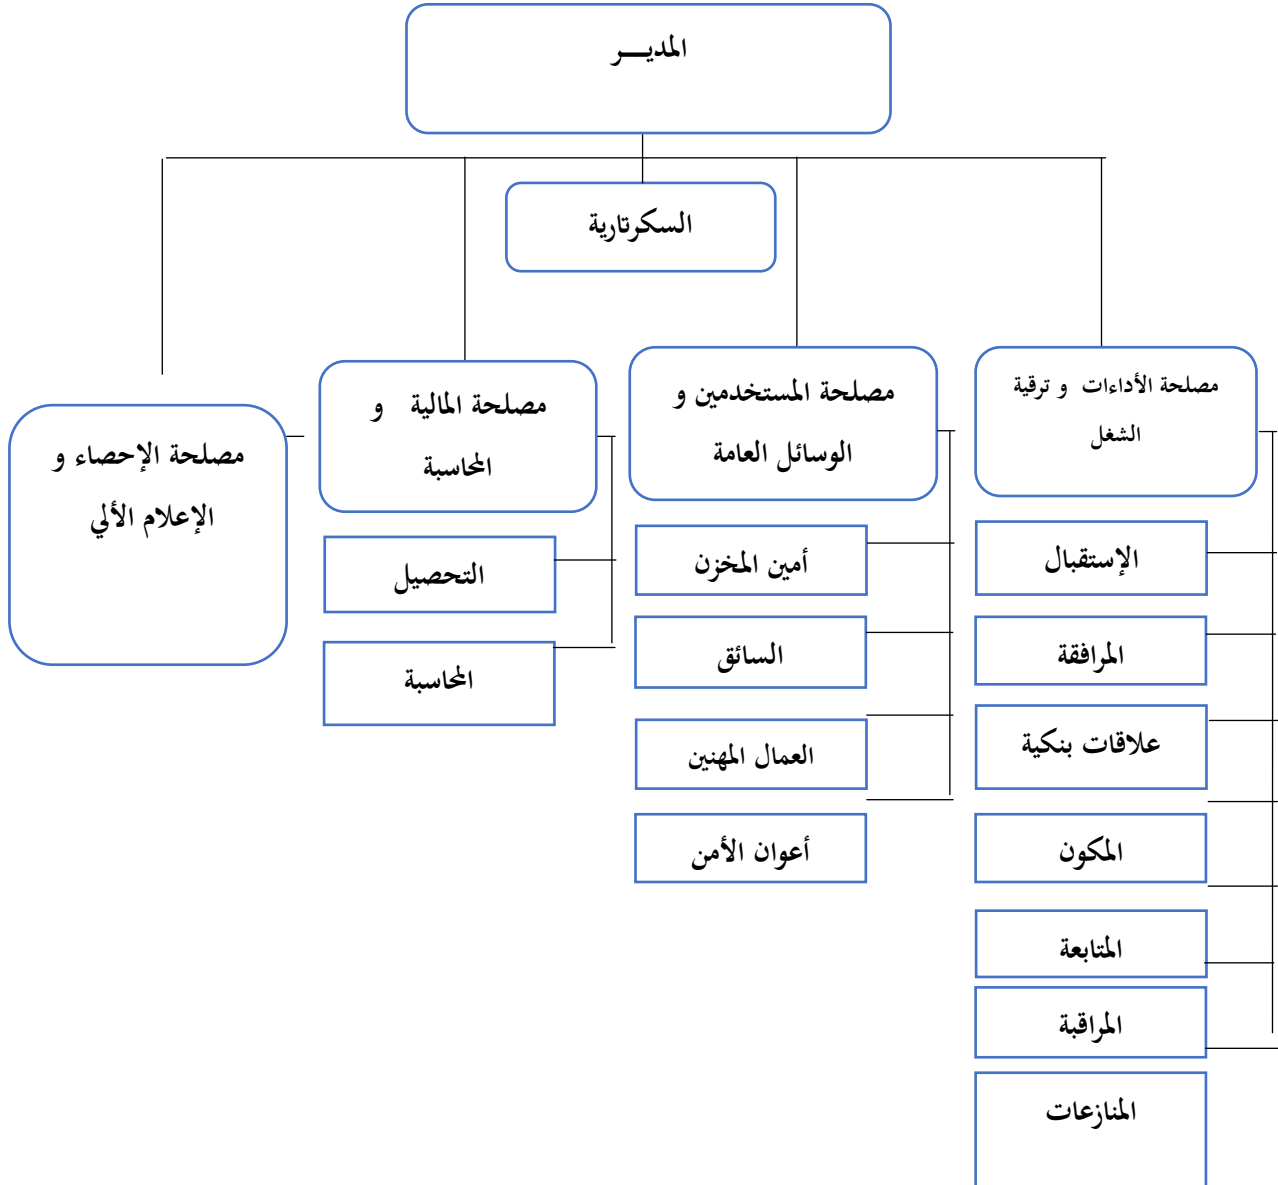 المديـــر
السكرتارية
مصلحة الأداءات و ترقية
الشغل
الإستقبال
المرافقة
علاقات بنكية
المكون
المتابعة
المراقبة
المنازعات
مصلحة المستخدمين و
الوسائل العامة
أمين المخزن
السائق
العمال المهنين
أعوان الأمن
مصلحة المالية و
المحاسبة
التحصيل
المحاسبة
مصلحة الإحصاء و
الإعلام الألي